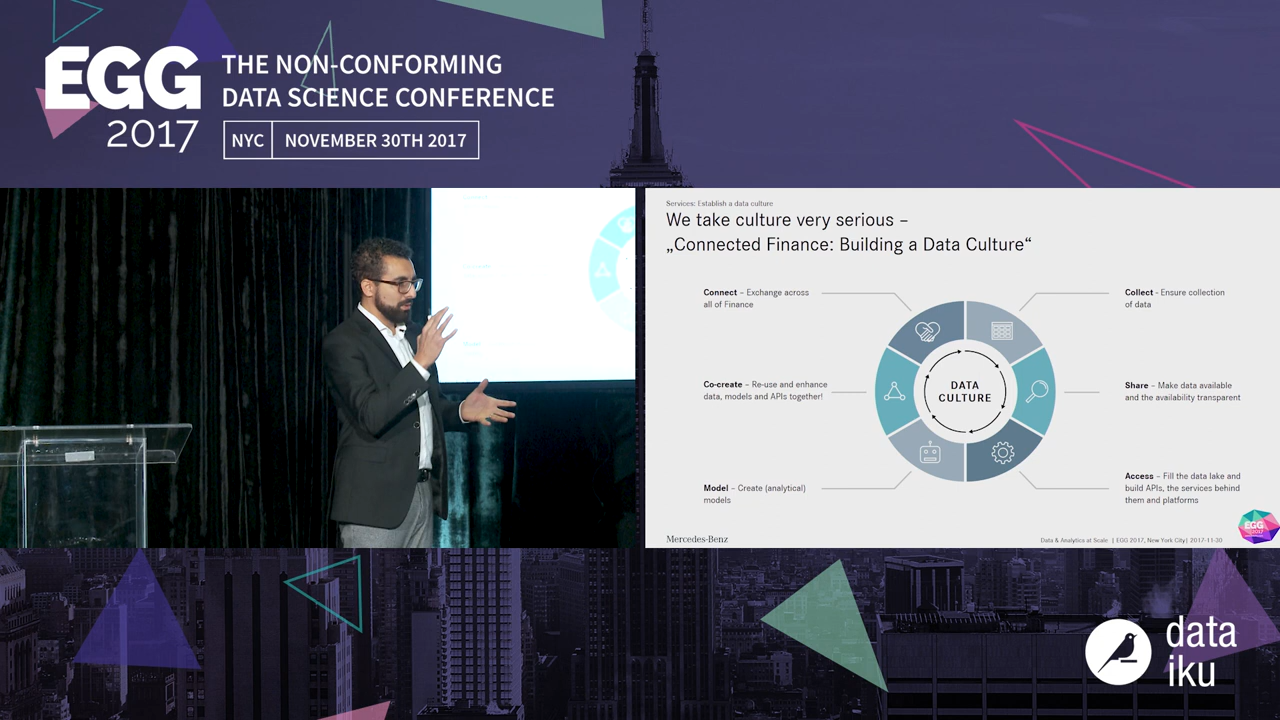 EGG
2017
THE NON-CONFORMING
DATA SCIENCE CONFERENCE
NYC
NOVEMBER 30TH 2017
Services: Establish a data culture
We take culture very serious –
„Connected Finance: Building a Data Culture“
Connect – Exchange across
all of Finance
Collect - Ensure collection
of data
Co-create – Re-use and enhance
data, models and APIs together!
DATA
CULTURE
Share – Make data available
and the availability transparent
Model – Create (analytical)
models
Access – Fill the data lake and
build APIs, the services behind
them and platforms
Mercedes-Benz
Data & Analytics at Scale | EGG 2017, New York City| 2017-11-30
EGG
2017
data
iku